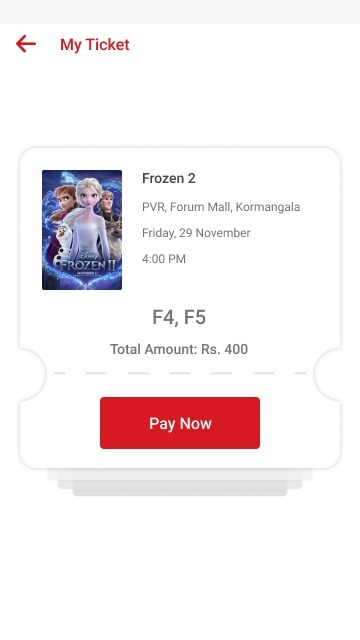 My Ticket
Frozen 2
PVR, Forum Mall, Kormangala
Friday, 29 November
4:00 PM
Disney
FROZEN II
NOVEMBER 22
F4, F5
Total Amount: Rs. 400
Pay Now